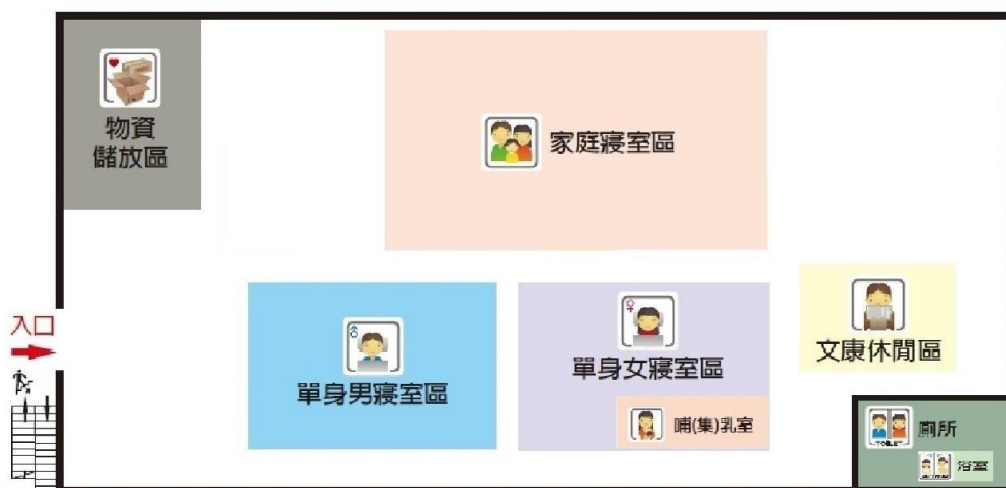 物資
儲放區
家庭寢室區
入口
單身男寢室區
單身女寢室區
哺(集)乳室
文康休閒區
廁所
TOILET
浴室